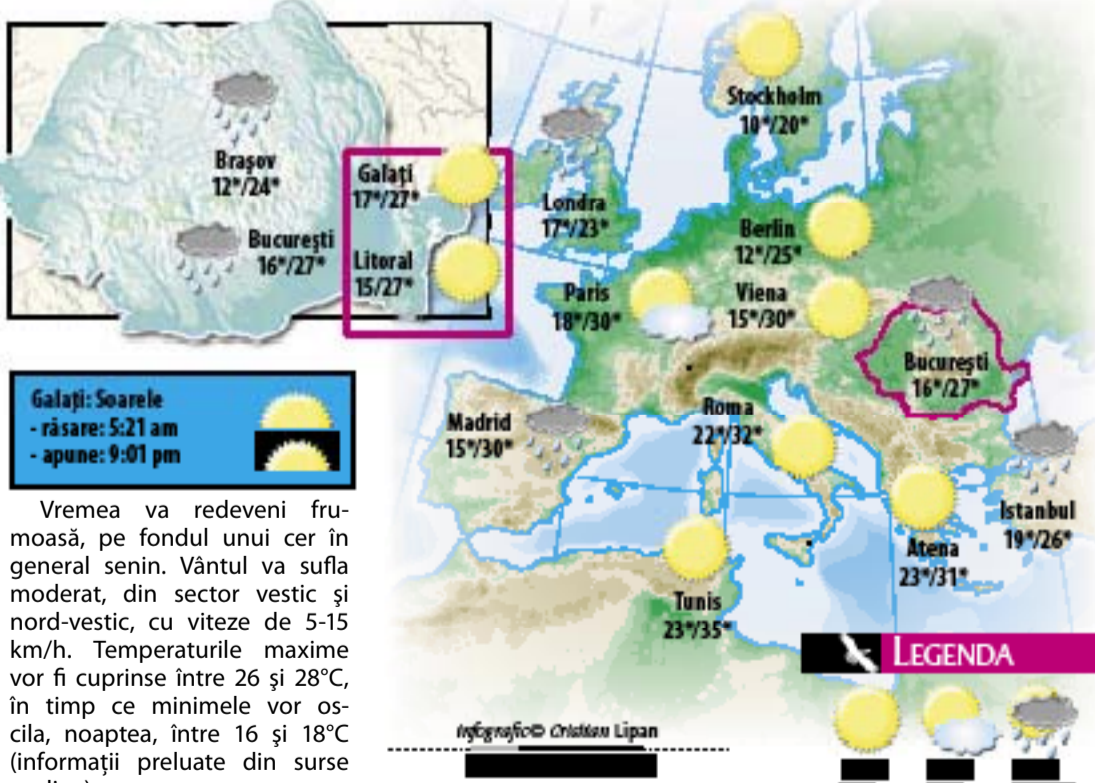 Brașov
12*/24*
București
16*/27*
Galați
17*/27*
Litoral
15/27*
Galați: Soarele
- răsare: 5:21 am
- apune: 9:01 pm
Vremea va redeveni fru-
moasă, pe fondul unui cer în
general senin. Vântul va sufla
moderat, din sector vestic şi
nord-vestic, cu viteze de 5-15
km/h. Temperaturile maxime
vor fi cuprinse între 26 şi 28°C,
în timp ce minimele vor os-
cila, noaptea, între 16 şi 18°C
(informaţii preluate din surse
Stockholm
10*/20*
Londra
17*/23*
Berlin
12*/25*
Paris
18*/30*
Viena
15*/30*
București
16*/27*
Madrid
15*/30*
Roma
22*/32*
Istanbul
19*/26*
Atena
23*/31*
Tunis
23*/35*
LEGENDA
Infografic© Cristian Lipan